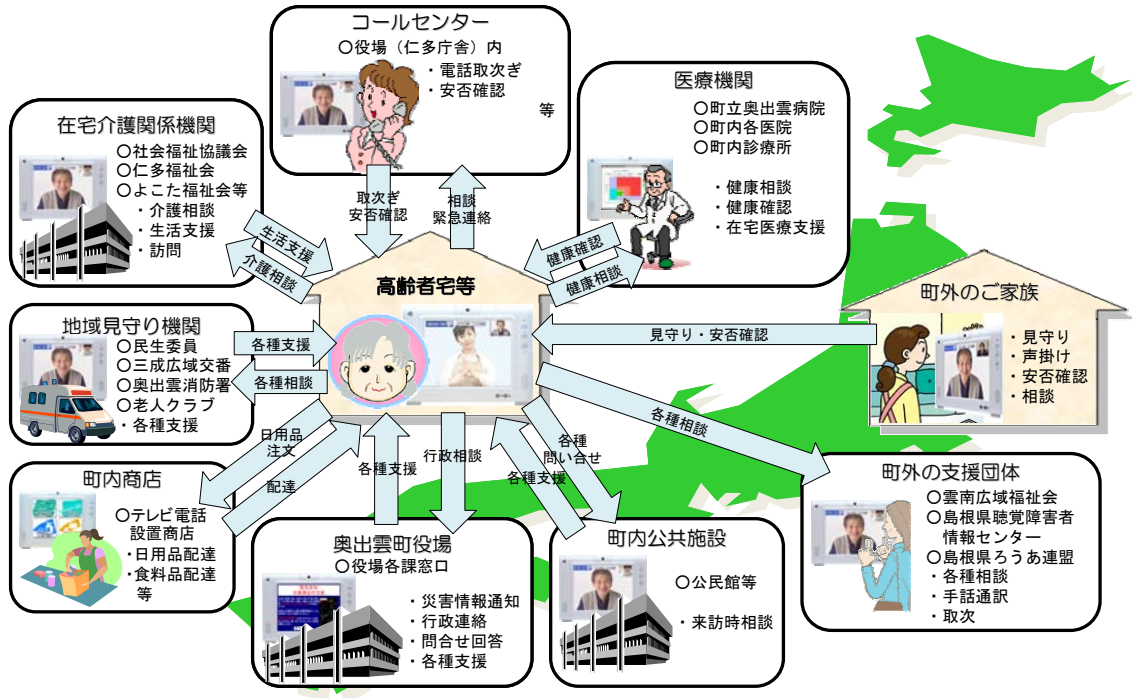 コールセンター
〇役場（仁多庁舎）内
・電話取次ぎ
・安否確認
等
医療機関
〇町立奥出雲病院
〇町内各医院
〇町内診療所
・健康相談
・健康確認
・在宅医療支援
在宅介護関係機関
〇社会福祉協議会
〇仁多福祉会
〇よこた福祉会等
・介護相談
・生活支援
・訪問
取次ぎ
安否確認
相談
緊急連絡
生活支援
介護相談
健康確認
健康相談
高齢者宅等
町外のご家族
・見守り
・声掛け
・安否確認
・相談
見守り・安否確認
地域見守り機関
〇民生委員
〇三成広域交番
〇奥出雲消防署
〇老人クラブ
・各種支援
各種支援
各種相談
各種相談
日用品
注文
配達
各種支援
行政相談
各種
問い合せ
各種支援
町内商店
〇テレビ電話
設置商店
・日用品配達
・食料品配達
等
奥出雲町役場
〇役場各課窓口
・災害情報通知
・行政連絡
・問合せ回答
・各種支援
町内公共施設
〇公民館等
・来訪時相談
町外の支援団体
〇雲南広域福祉会
〇島根県聴覚障害者
情報センター
〇島根県ろうあ連盟
・各種相談
・手話通訳
・取次